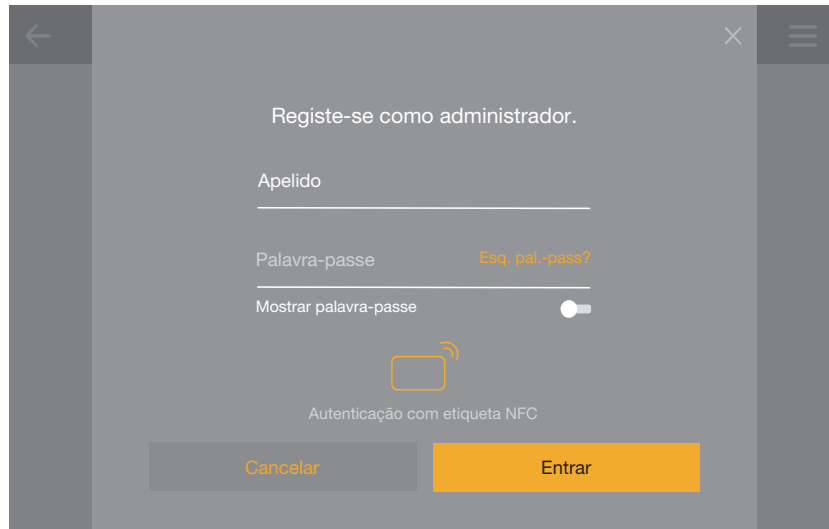 Registe-se como administrador.
Apelido
Palavra-passe Esq. pal.-pass?
Mostrar palavra-passe
Autenticação com etiqueta NFC
Cancelar Entrar